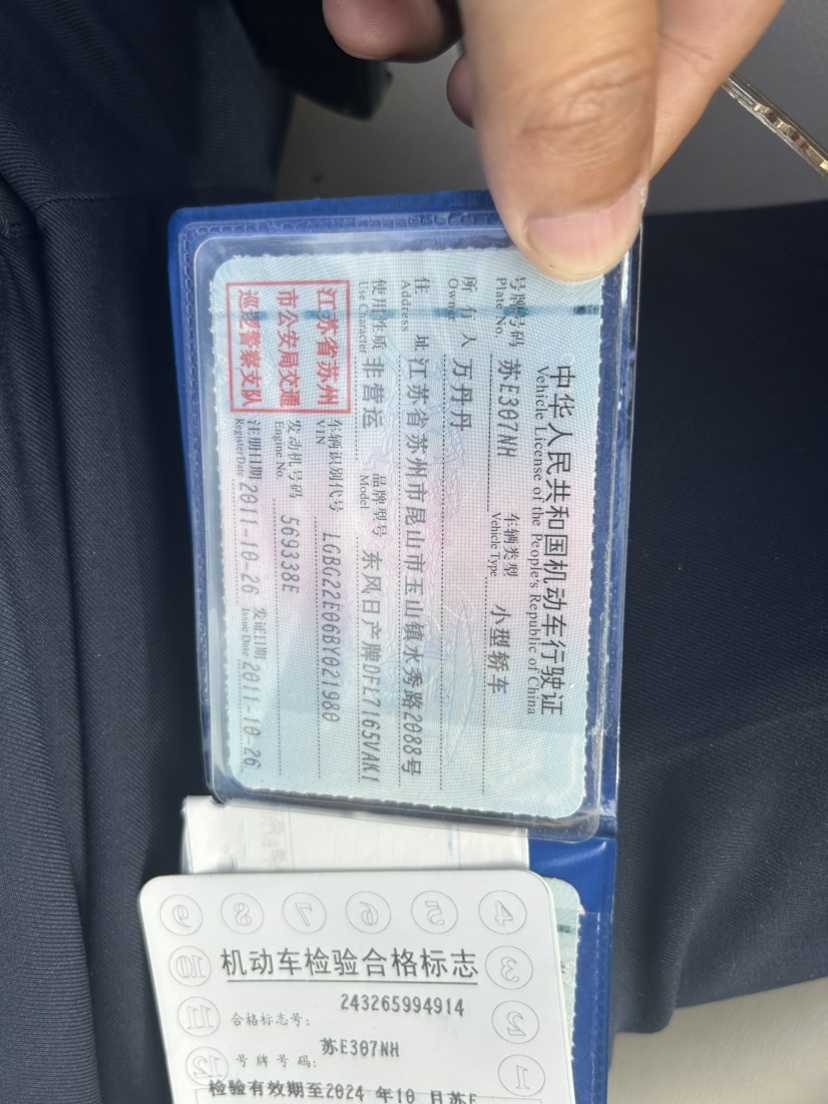 中华人民共和国机动车行驶证
Vehicle License of the People's Republic of China
号牌号码 苏E307NH 车辆类型 小型轿车
Plate No. Vehicle Type
所有人 万丹丹
Owner
住址 江苏省苏州市昆山市玉山镇水秀路2088号
Address
使用性质 非营运 品牌型号 东风日产牌DFL7165VAK1
Use Character Model
江苏省苏州
市公安局交通
巡逻警察支队
车辆识别代号 LGBG22E06BY021980
VIN
发动机号码 569338E
Engine No.
注册日期 2011-10-26 发证日期 2011-10-26
Register Date Issue Date
4 5 6 7 8 9
3 10
2 11
1 12
机动车检验合格标志
合格标志号: 243265994914
号牌号码: 苏E307NH
检验有效期至2024 年10 月苏E